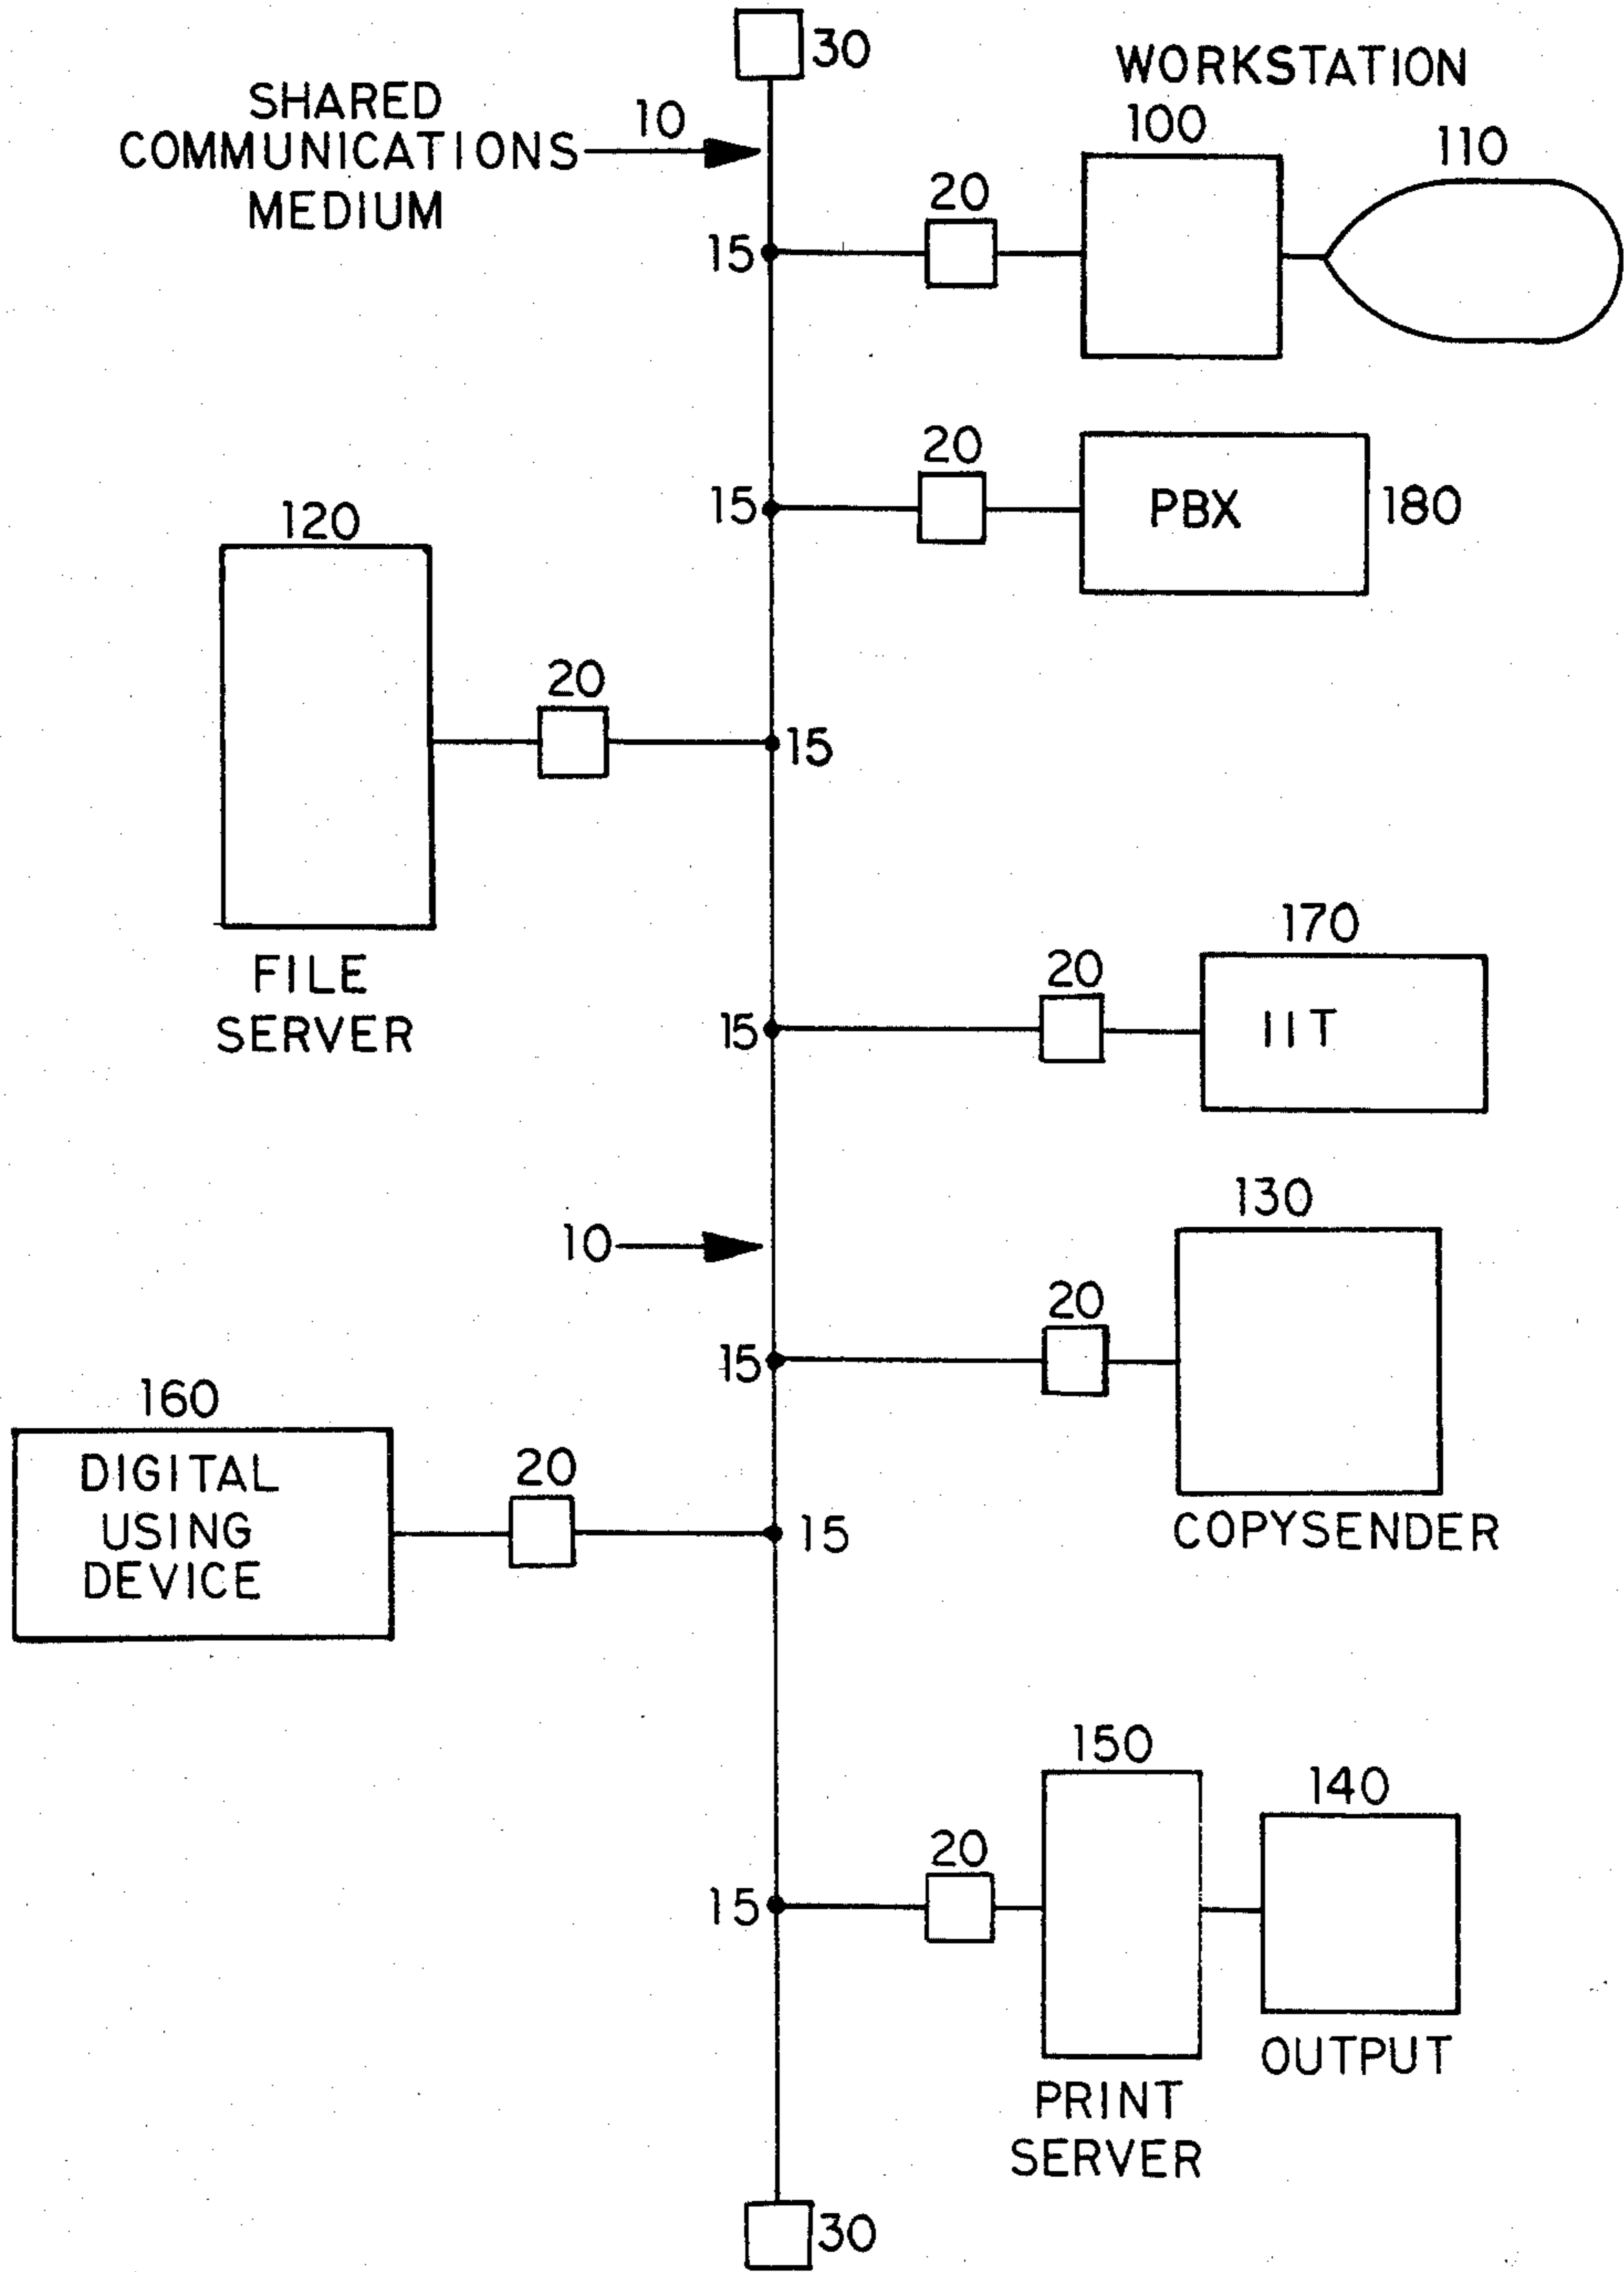 30
WORKSTATION
SHARED
COMMUNICATIONS
MEDIUM
10
100
110
20
15
20
15
PBX
180
120
20
15
FILE
SERVER
170
20
15
IIT
130
10
20
15
COPYSENDER
160
DIGITAL
USING
DEVICE
20
15
150
140
20
15
OUTPUT
PRINT
SERVER
30